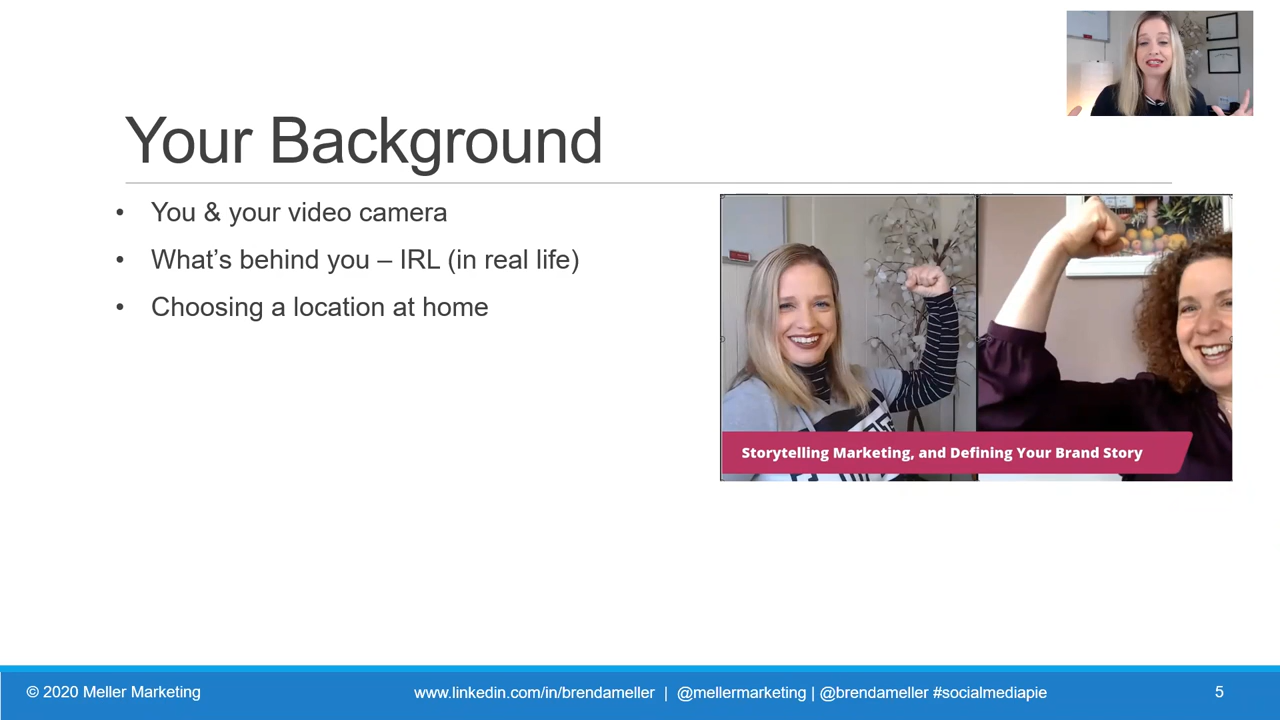 Your Background
• You & your video camera
• What’s behind you – IRL (in real life)
• Choosing a location at home
Storytelling Marketing, and Defining Your Brand Story
© 2020 Meller Marketing
www.linkedin.com/in/brendameller | @mellermarketing | @brendameller #socialmediapie
5